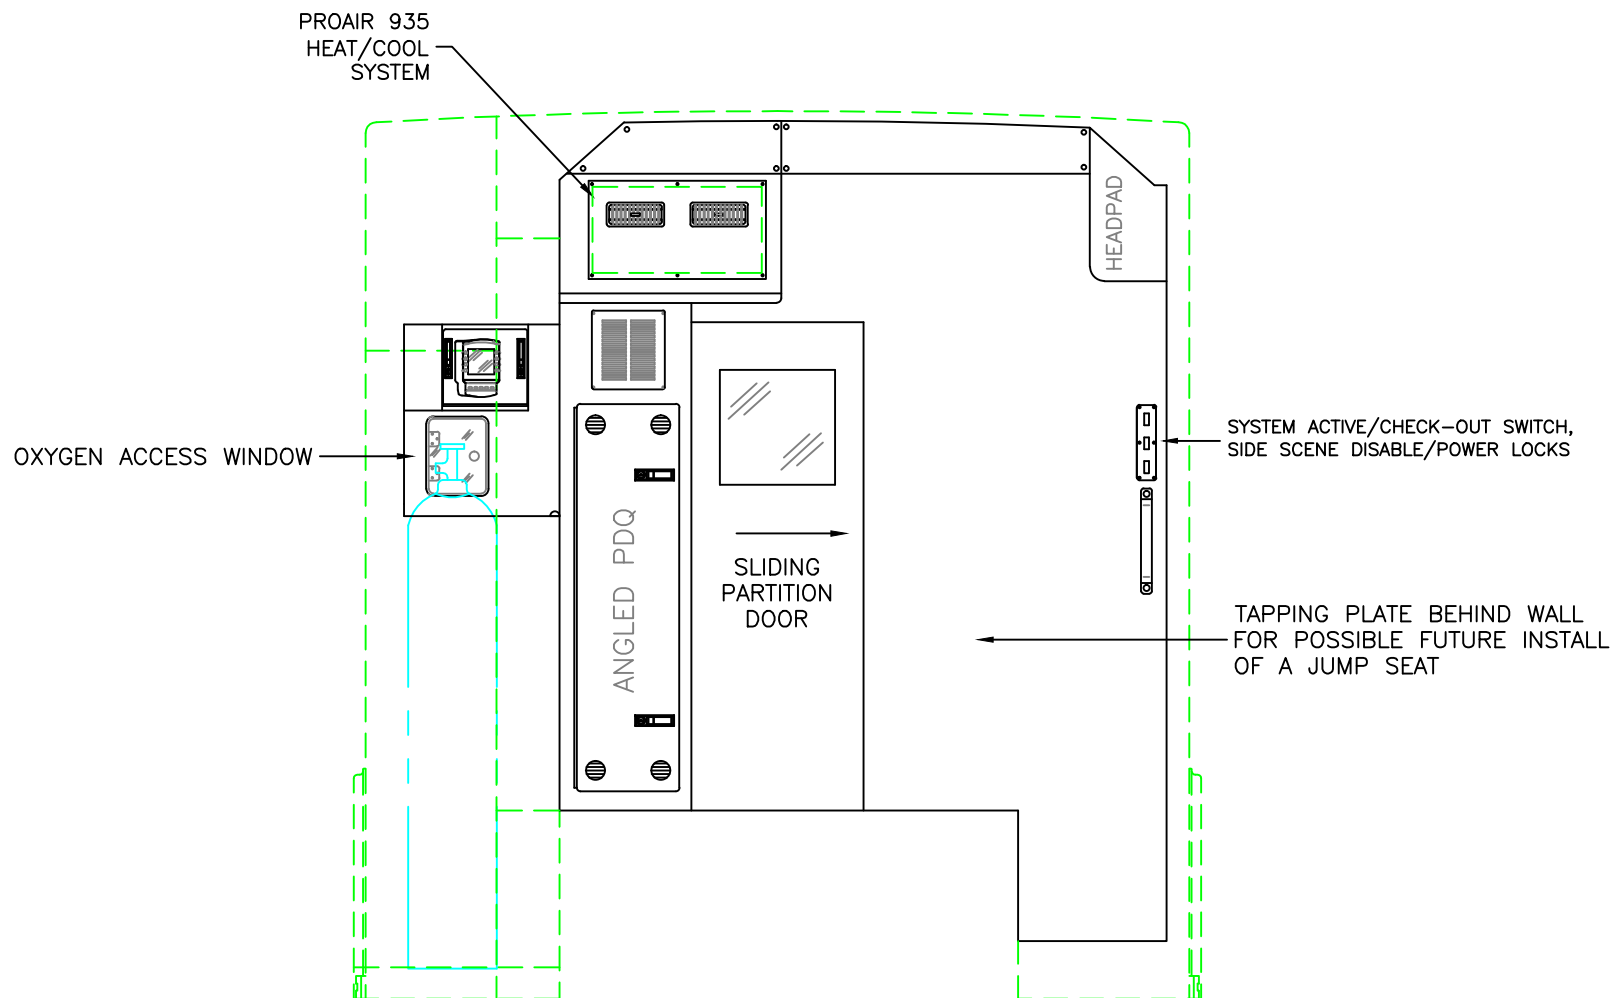 PROAIR 935
HEAT/COOL
SYSTEM
HEADPAD
OXYGEN ACCESS WINDOW
SYSTEM ACTIVE/CHECK-OUT SWITCH,
SIDE SCENE DISABLE/POWER LOCKS
ANGLED PDQ
SLIDING
PARTITION
DOOR
TAPPING PLATE BEHIND WALL
FOR POSSIBLE FUTURE INSTALL
OF A JUMP SEAT